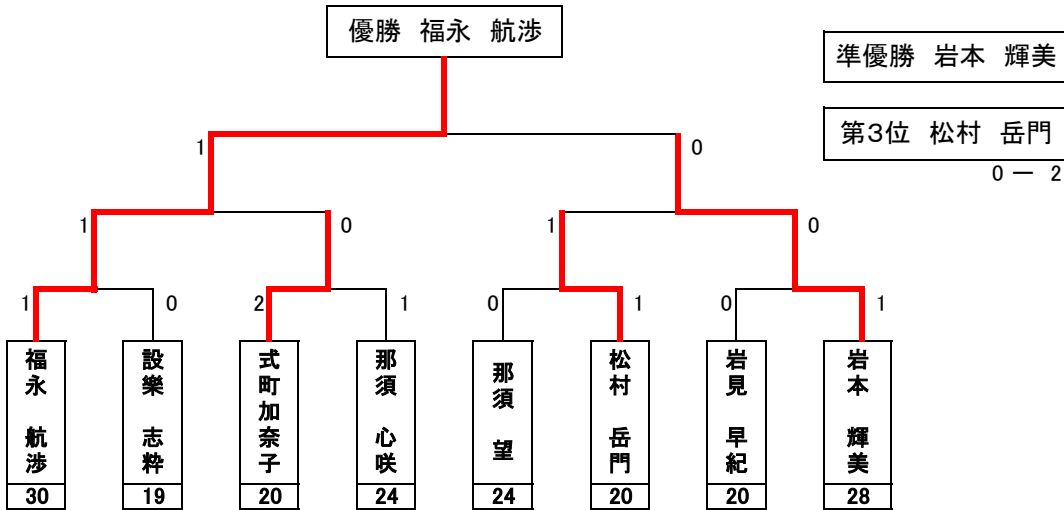 優勝 福永 航渉
準優勝 岩本 輝美
第3位 松村 岳門
0 ー 2
1 0
1 0 1 0
1 0 2 1 0 1 0 1
福永 航渉
設樂 志粋
式町加奈子
那須 心咲
那須 望
松村 岳門
岩見 早紀
岩本 輝美
30 19 20 24 24 20 20 28